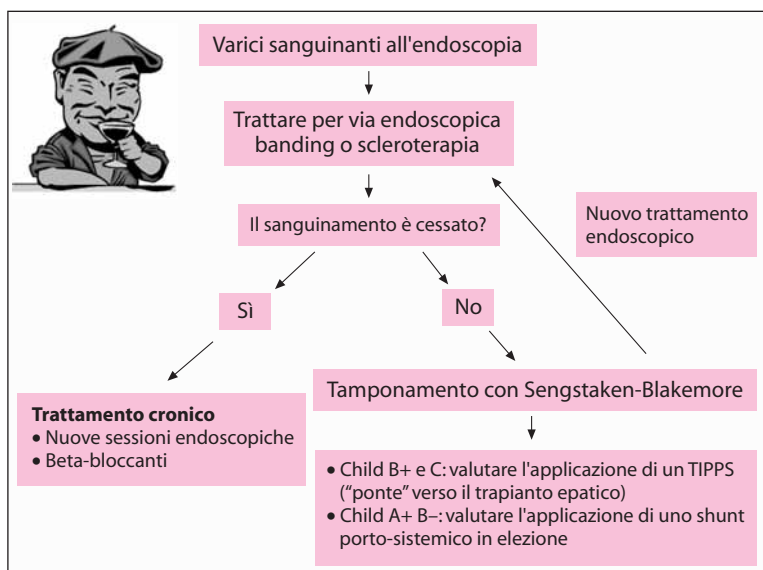 Varici sanguinanti all'endoscopia
Trattare per via endoscopica
banding o scleroterapia
Il sanguinamento è cessato?
Nuovo trattamento
endoscopico
Sì
No
Trattamento cronico
• Nuove sessioni endoscopiche
• Beta-bloccanti
Tamponamento con Sengstaken-Blakemore
• Child B+ e C: valutare l'applicazione di un TIPPS
("ponte" verso il trapianto epatico)
• Child A+ B–: valutare l'applicazione di uno shunt
porto-sistemico in elezione